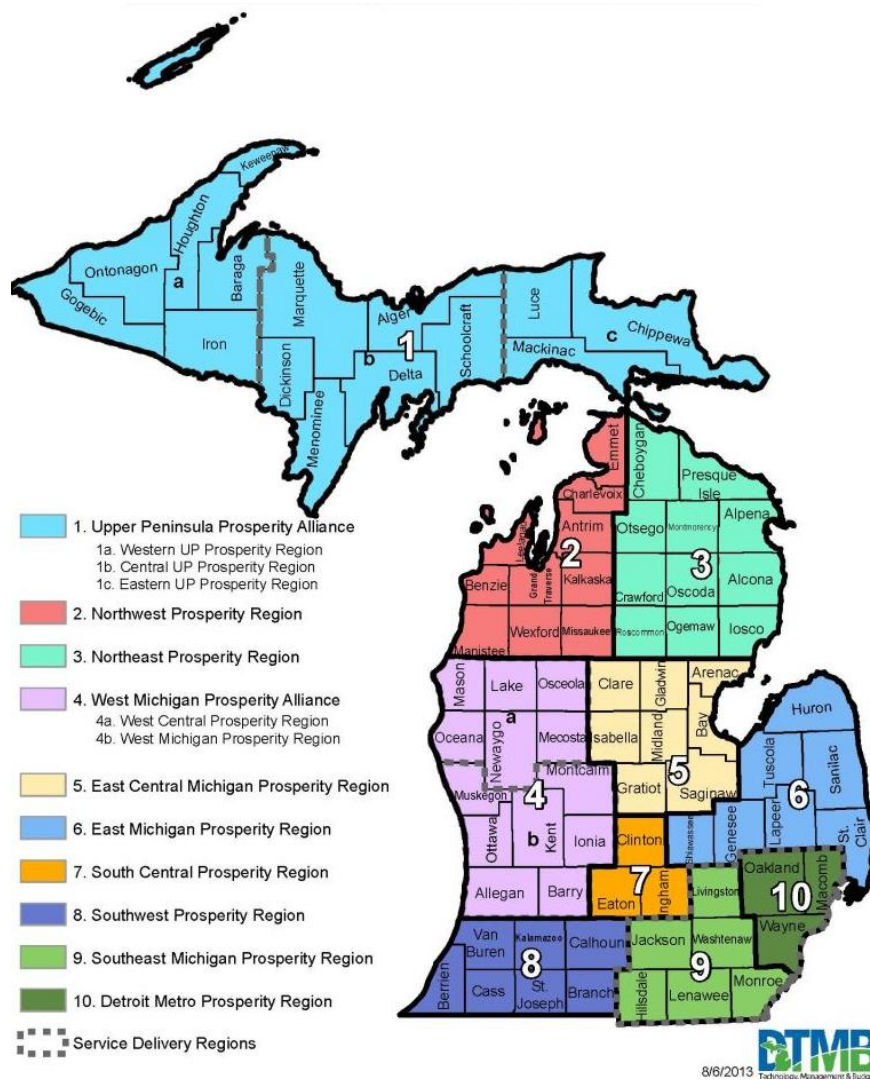 Keweenaw
Houghton
Ontonagon
a
Baraga
Gogebic
Iron
Marquette
Alger
1
b
Dickinson
Delta
Schoolcraft
Menominee
Luce
c
Chippewa
Mackinac
Emmet
Cheboygan
Presque
Isle
Charlevoix
Antrim
Otsego
Montmorency
Alpena
Leelanau
2
3
Benzie
Grand
Traverse
Kalkaska
Crawford
Oscoda
Alcona
Manistee
Wexford
Missaukee
Roscommon
Ogemaw
Iosco
1. Upper Peninsula Prosperity Alliance
1a. Western UP Prosperity Region
1b. Central UP Prosperity Region
1c. Eastern UP Prosperity Region
2. Northwest Prosperity Region
3. Northeast Prosperity Region
4. West Michigan Prosperity Alliance
4a. West Central Prosperity Region
4b. West Michigan Prosperity Region
5. East Central Michigan Prosperity Region
6. East Michigan Prosperity Region
7. South Central Prosperity Region
8. Southwest Prosperity Region
9. Southeast Michigan Prosperity Region
10. Detroit Metro Prosperity Region
Service Delivery Regions
Mason
Lake
Osceola
Clare
Gladwin
Arenac
a
Oceana
Newaygo
Mecosta
Isabella
Midland
Bay
Huron
Montcalm
Gratiot
5
Saginaw
Tuscola
Sanilac
6
Muskegon
4
Ottawa
b
Kent
Ionia
Clinton
Shiawassee
Genesee
Lapeer
St.
Clair
Allegan
Barry
Eaton
7
Ingham
Livingston
Oakland
Macomb
10
Van
Buren
Kalamazoo
Calhoun
Jackson
Washtenaw
Wayne
8
9
Berrien
Cass
St.
Joseph
Branch
Hillsdale
Lenawee
Monroe
8/6/2013
DTMB
Technology, Management & Budget